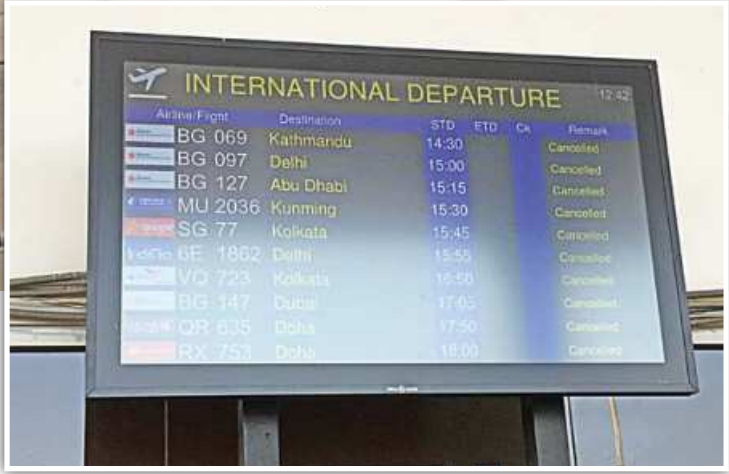 INTERNATIONAL DEPARTURE 12:42
Airline/Flight Destination STD ETD Ck Remark
BG 069 Kathmandu 14:30 Cancelled
BG 097 Delhi 15:00 Cancelled
BG 127 Abu Dhabi 15:15 Cancelled
MU 2036 Kunming 15:30 Cancelled
SG 77 Kolkata 15:45 Cancelled
IndiGo 6E 1862 Delhi 15:55 Cancelled
VQ 723 Kolkata Cancelled
BG 147 Dubai 17:05 Cancelled
QR 635 Doha 17:50 Cancelled
RX 753 Doha 18:00 Cancelled